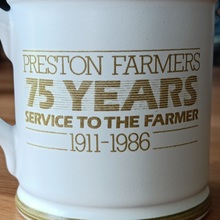 PRESTON FARMERS
75 YEARS
SERVICE TO THE FARMER
1911-1986